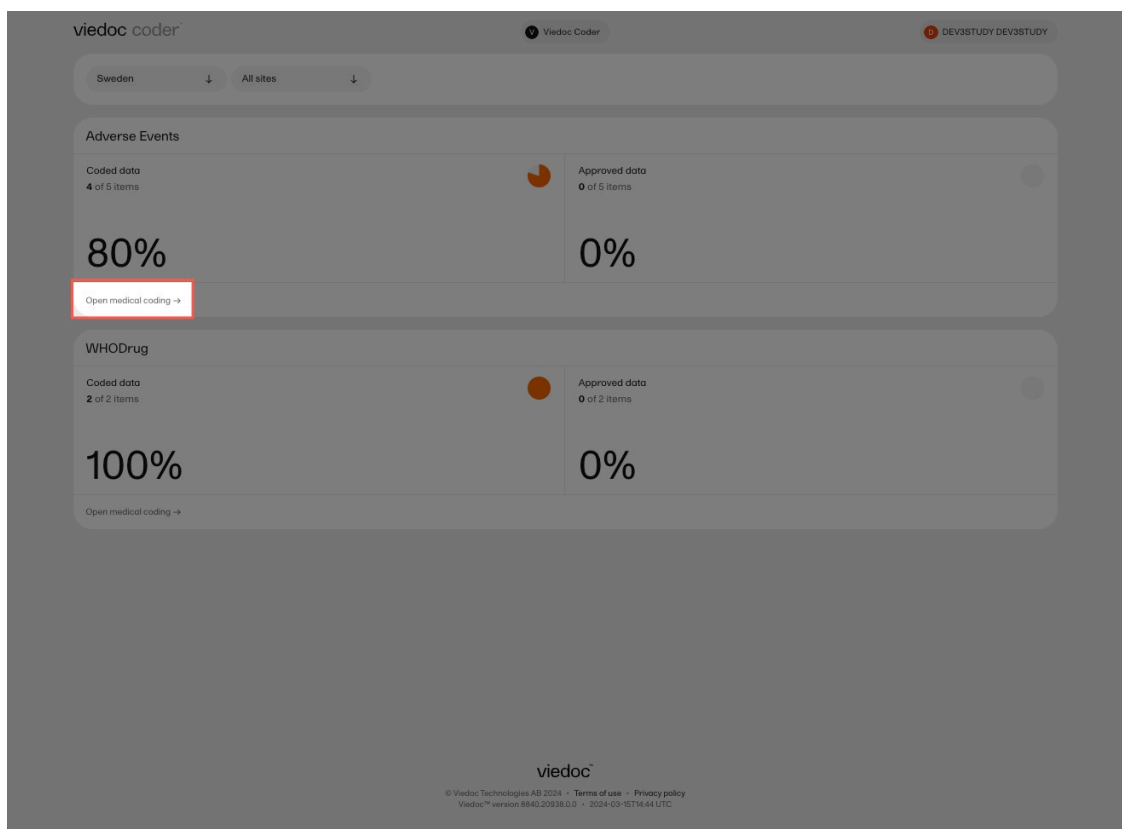 viedoc coder™
V Viedoc Coder
D DEV3STUDY DEV3STUDY
Sweden ↓ All sites ↓
Adverse Events
Coded data
4 of 5 items
80%
Approved data
0 of 5 items
0%
Open medical coding →
WHODrug
Coded data
2 of 2 items
100%
Approved data
0 of 2 items
0%
Open medical coding →
viedoc™
© Viedoc Technologies AB 2024 • Terms of use • Privacy policy
Viedoc™ version 8840.20938.0.0 • 2024-03-15T14:44 UTC